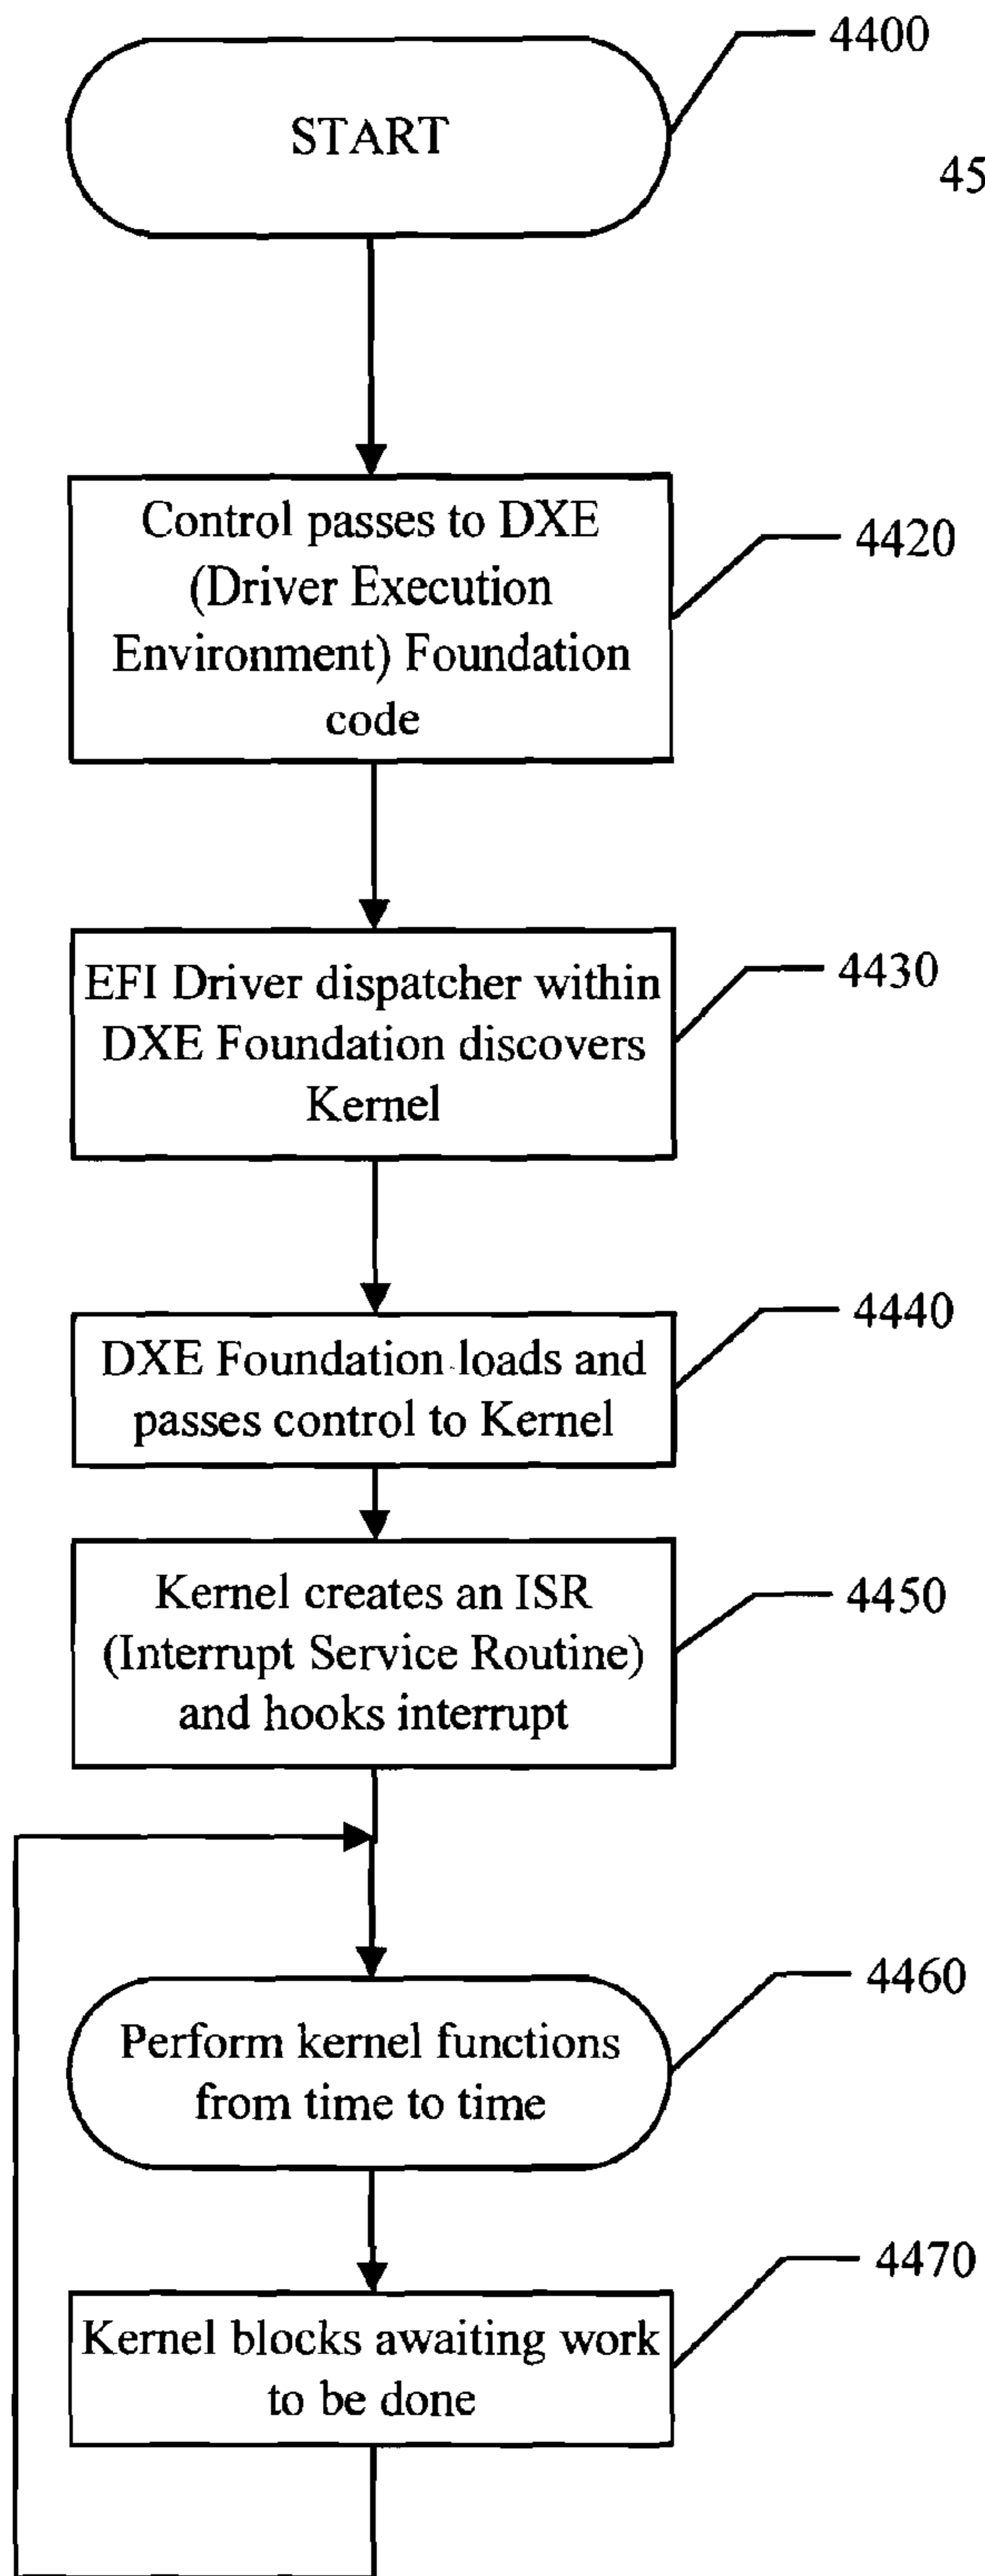 4400
START
45
Control passes to DXE
(Driver Execution
Environment) Foundation
code
4420
EFI Driver dispatcher within
DXE Foundation discovers
Kernel
4430
DXE Foundation loads and
passes control to Kernel
4440
Kernel creates an ISR
(Interrupt Service Routine)
and hooks interrupt
4450
Perform kernel functions
from time to time
4460
Kernel blocks awaiting work
to be done
4470